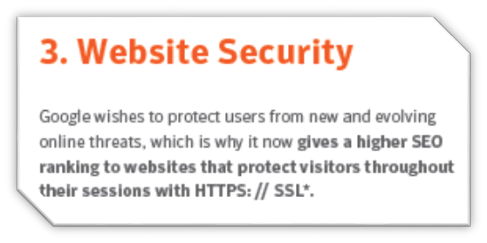 3. Website Security
Google wishes to protect users from new and evolving
online threats, which is why it now gives a higher SEO
ranking to websites that protect visitors throughout
their sessions with HTTPS: // SSL*.